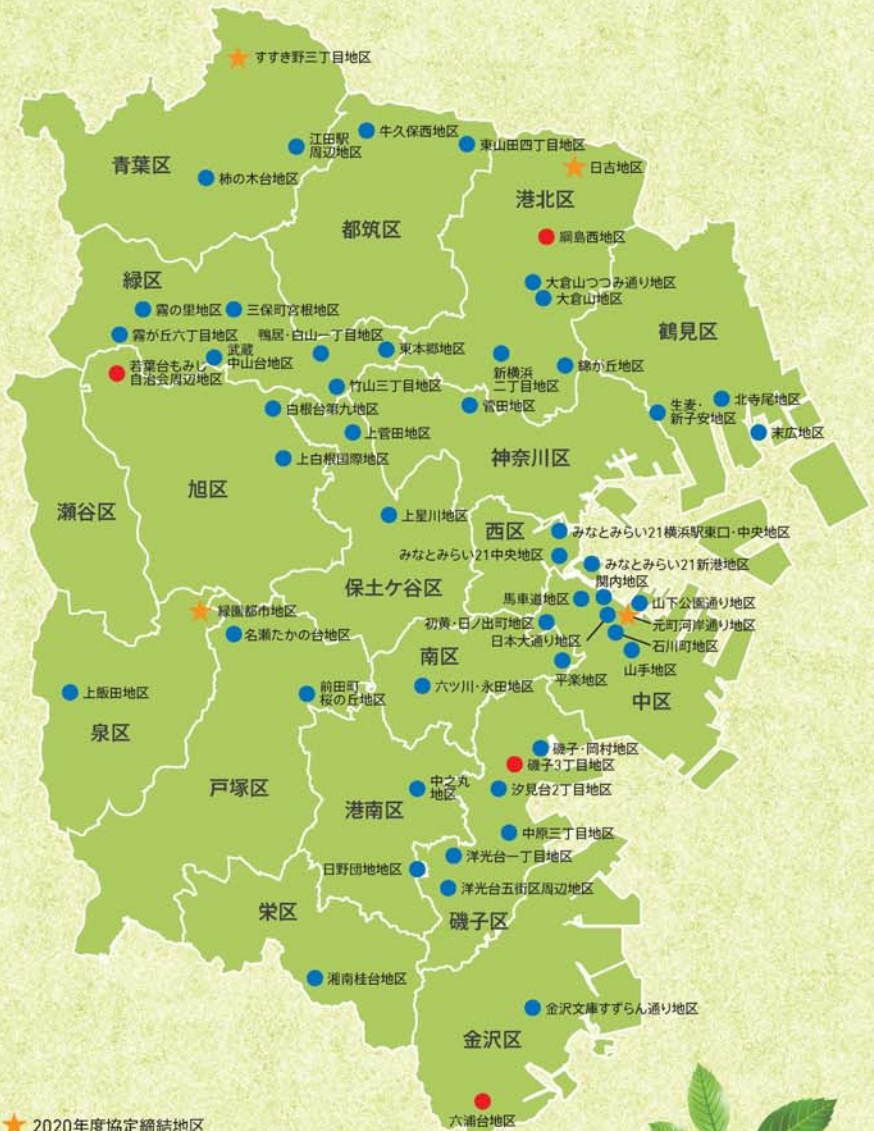 すすき野三丁目地区
江田駅
周辺地区
牛久保西地区
東山田四丁目地区
日吉地区
青葉区
柿の木台地区
港北区
都筑区
綱島西地区
緑区
大倉山つつみ通り地区
大倉山地区
霧の里地区
三保町宮根地区
鶴見区
霧が丘六丁目地区
鴨居・白山一丁目地区
武蔵
中山台地区
東本郷地区
新横浜
二丁目地区
錦が丘地区
若葉台もみじ
自治会周辺地区
竹山三丁目地区
白根台第九地区
菅田地区
生麦・
新子安地区
北寺尾地区
末広地区
上菅田地区
上白根国際地区
神奈川区
旭区
瀬谷区
上星川地区
西区
みなとみらい21横浜駅東口・中央地区
みなとみらい21中央地区
みなとみらい21新港地区
保土ケ谷区
関内地区
馬車道地区
山下公園通り地区
緑園都市地区
初黄・日ノ出町地区
元町河岸通り地区
名瀬たかの台地区
日本大通り地区
石川町地区
南区
山手地区
平楽地区
上飯田地区
前田町
桜の丘地区
六ツ川・永田地区
中区
泉区
磯子・岡村地区
磯子3丁目地区
戸塚区
中之丸
地区
汐見台2丁目地区
港南区
中原三丁目地区
洋光台一丁目地区
日野団地地区
洋光台五街区周辺地区
栄区
磯子区
湘南桂台地区
金沢文庫すずらん通り地区
金沢区
六浦台地区
2020年度協定締結地区